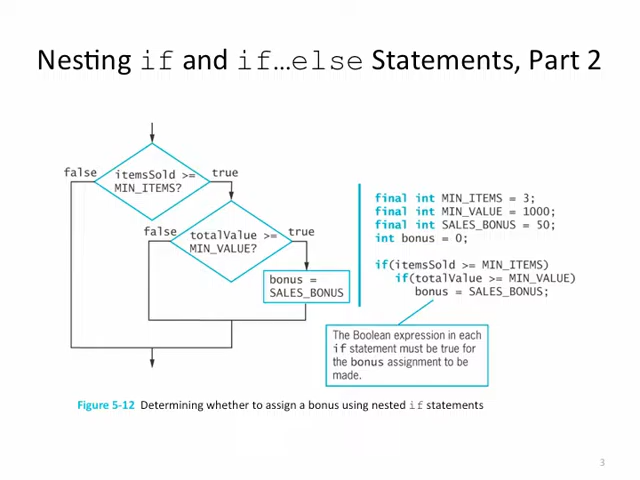 Nesting if and if…else Statements, Part 2
false
itemsSold >=
MIN_ITEMS?
true
false
totalValue >=
MIN_VALUE?
true
bonus =
SALES_BONUS
final int MIN_ITEMS = 3;
final int MIN_VALUE = 1000;
final int SALES_BONUS = 50;
int bonus = 0;
if(itemsSold >= MIN_ITEMS)
if(totalValue >= MIN_VALUE)
bonus = SALES_BONUS;
The Boolean expression in each
if statement must be true for
the bonus assignment to be
made.
Figure 5-12 Determining whether to assign a bonus using nested if statements
3